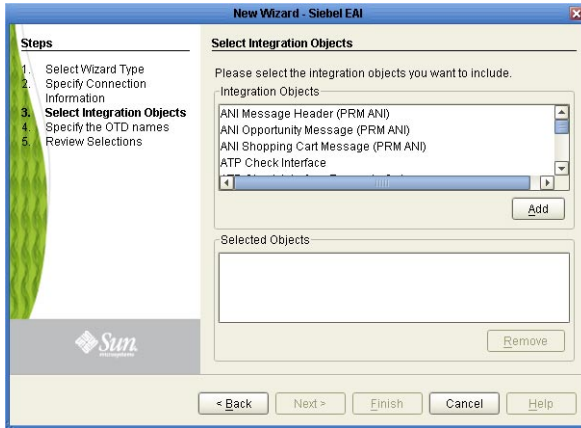 New Wizard - Siebel EAI
Steps
1. Select Wizard Type
2. Specify Connection
Information
3. Select Integration Objects
4. Specify the OTD names
5. Review Selections
Sun
microsystems
Select Integration Objects
Please select the integration objects you want to include.
Integration Objects
ANI Message Header (PRM ANI)
ANI Opportunity Message (PRM ANI)
ANI Shopping Cart Message (PRM ANI)
ATP Check Interface
Add
Selected Objects
Remove
< Back
Next >
Finish
Cancel
Help